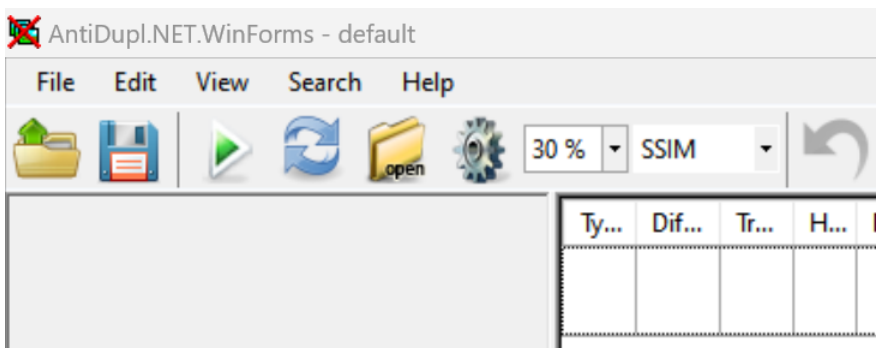 AntiDupl.NET.WinForms - default
File Edit View Search Help
open 30 % SSIM
Ty... Dif... Tr... H...